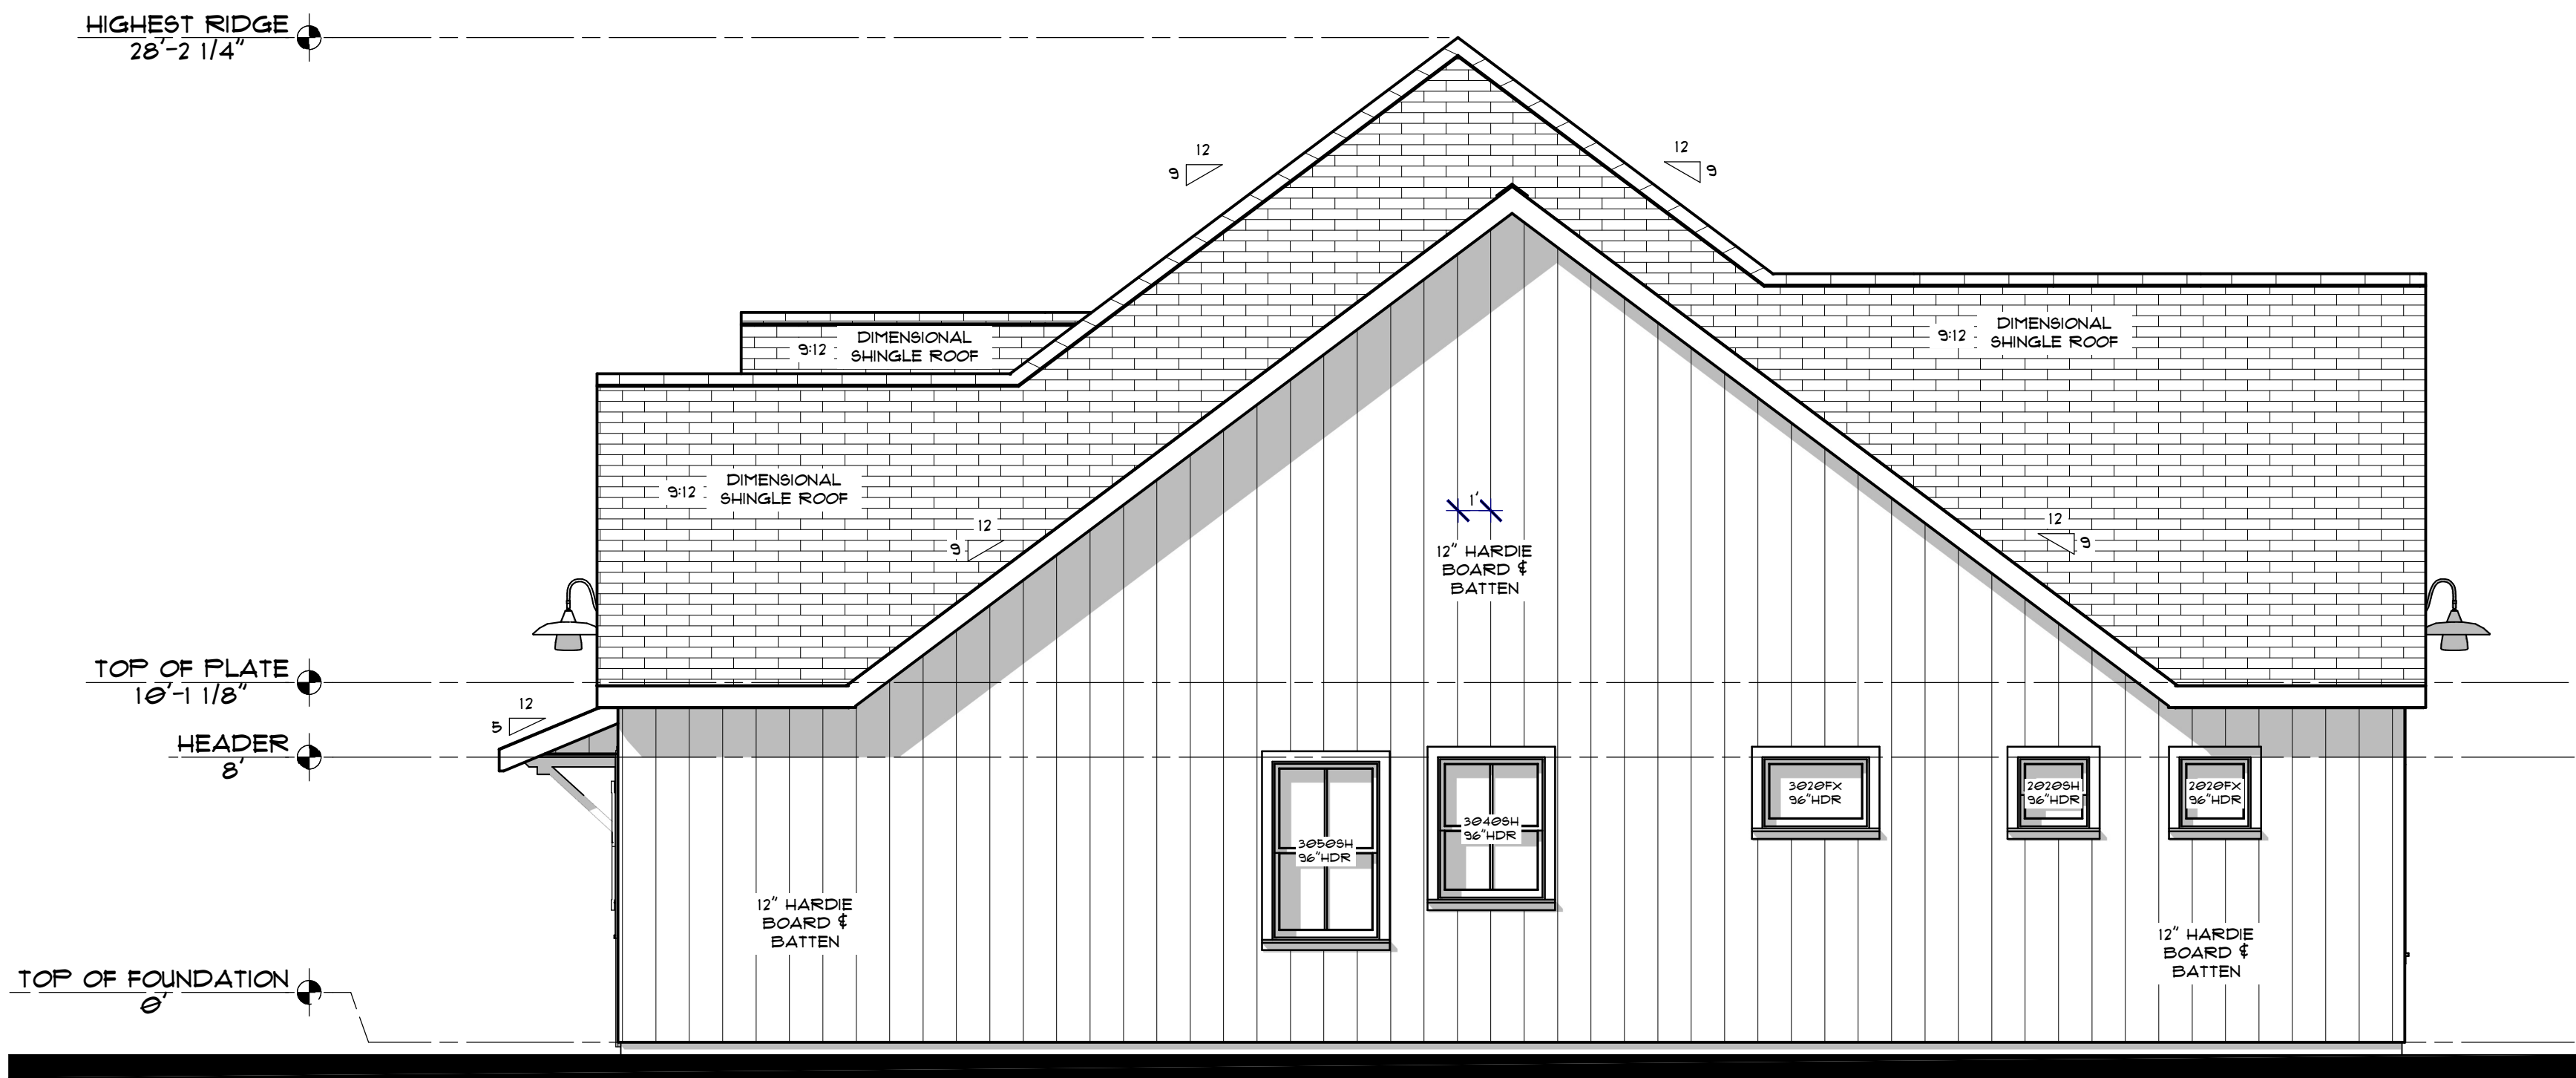 HIGHEST RIDGE
28'-2 1/4"
12
9
12
9
DIMENSIONAL
SHINGLE ROOF
9:12
9:12
DIMENSIONAL
SHINGLE ROOF
9:12
DIMENSIONAL
SHINGLE ROOF
1'
12
9
12
9
12" HARDIE
BOARD &
BATTEN
TOP OF PLATE
10'-1 1/8"
12
5
HEADER
8'
3050SH
96"HDR
3040SH
96"HDR
3020FX
96"HDR
2020SH
96"HDR
2020FX
96"HDR
12" HARDIE
BOARD &
BATTEN
12" HARDIE
BOARD &
BATTEN
TOP OF FOUNDATION
0'